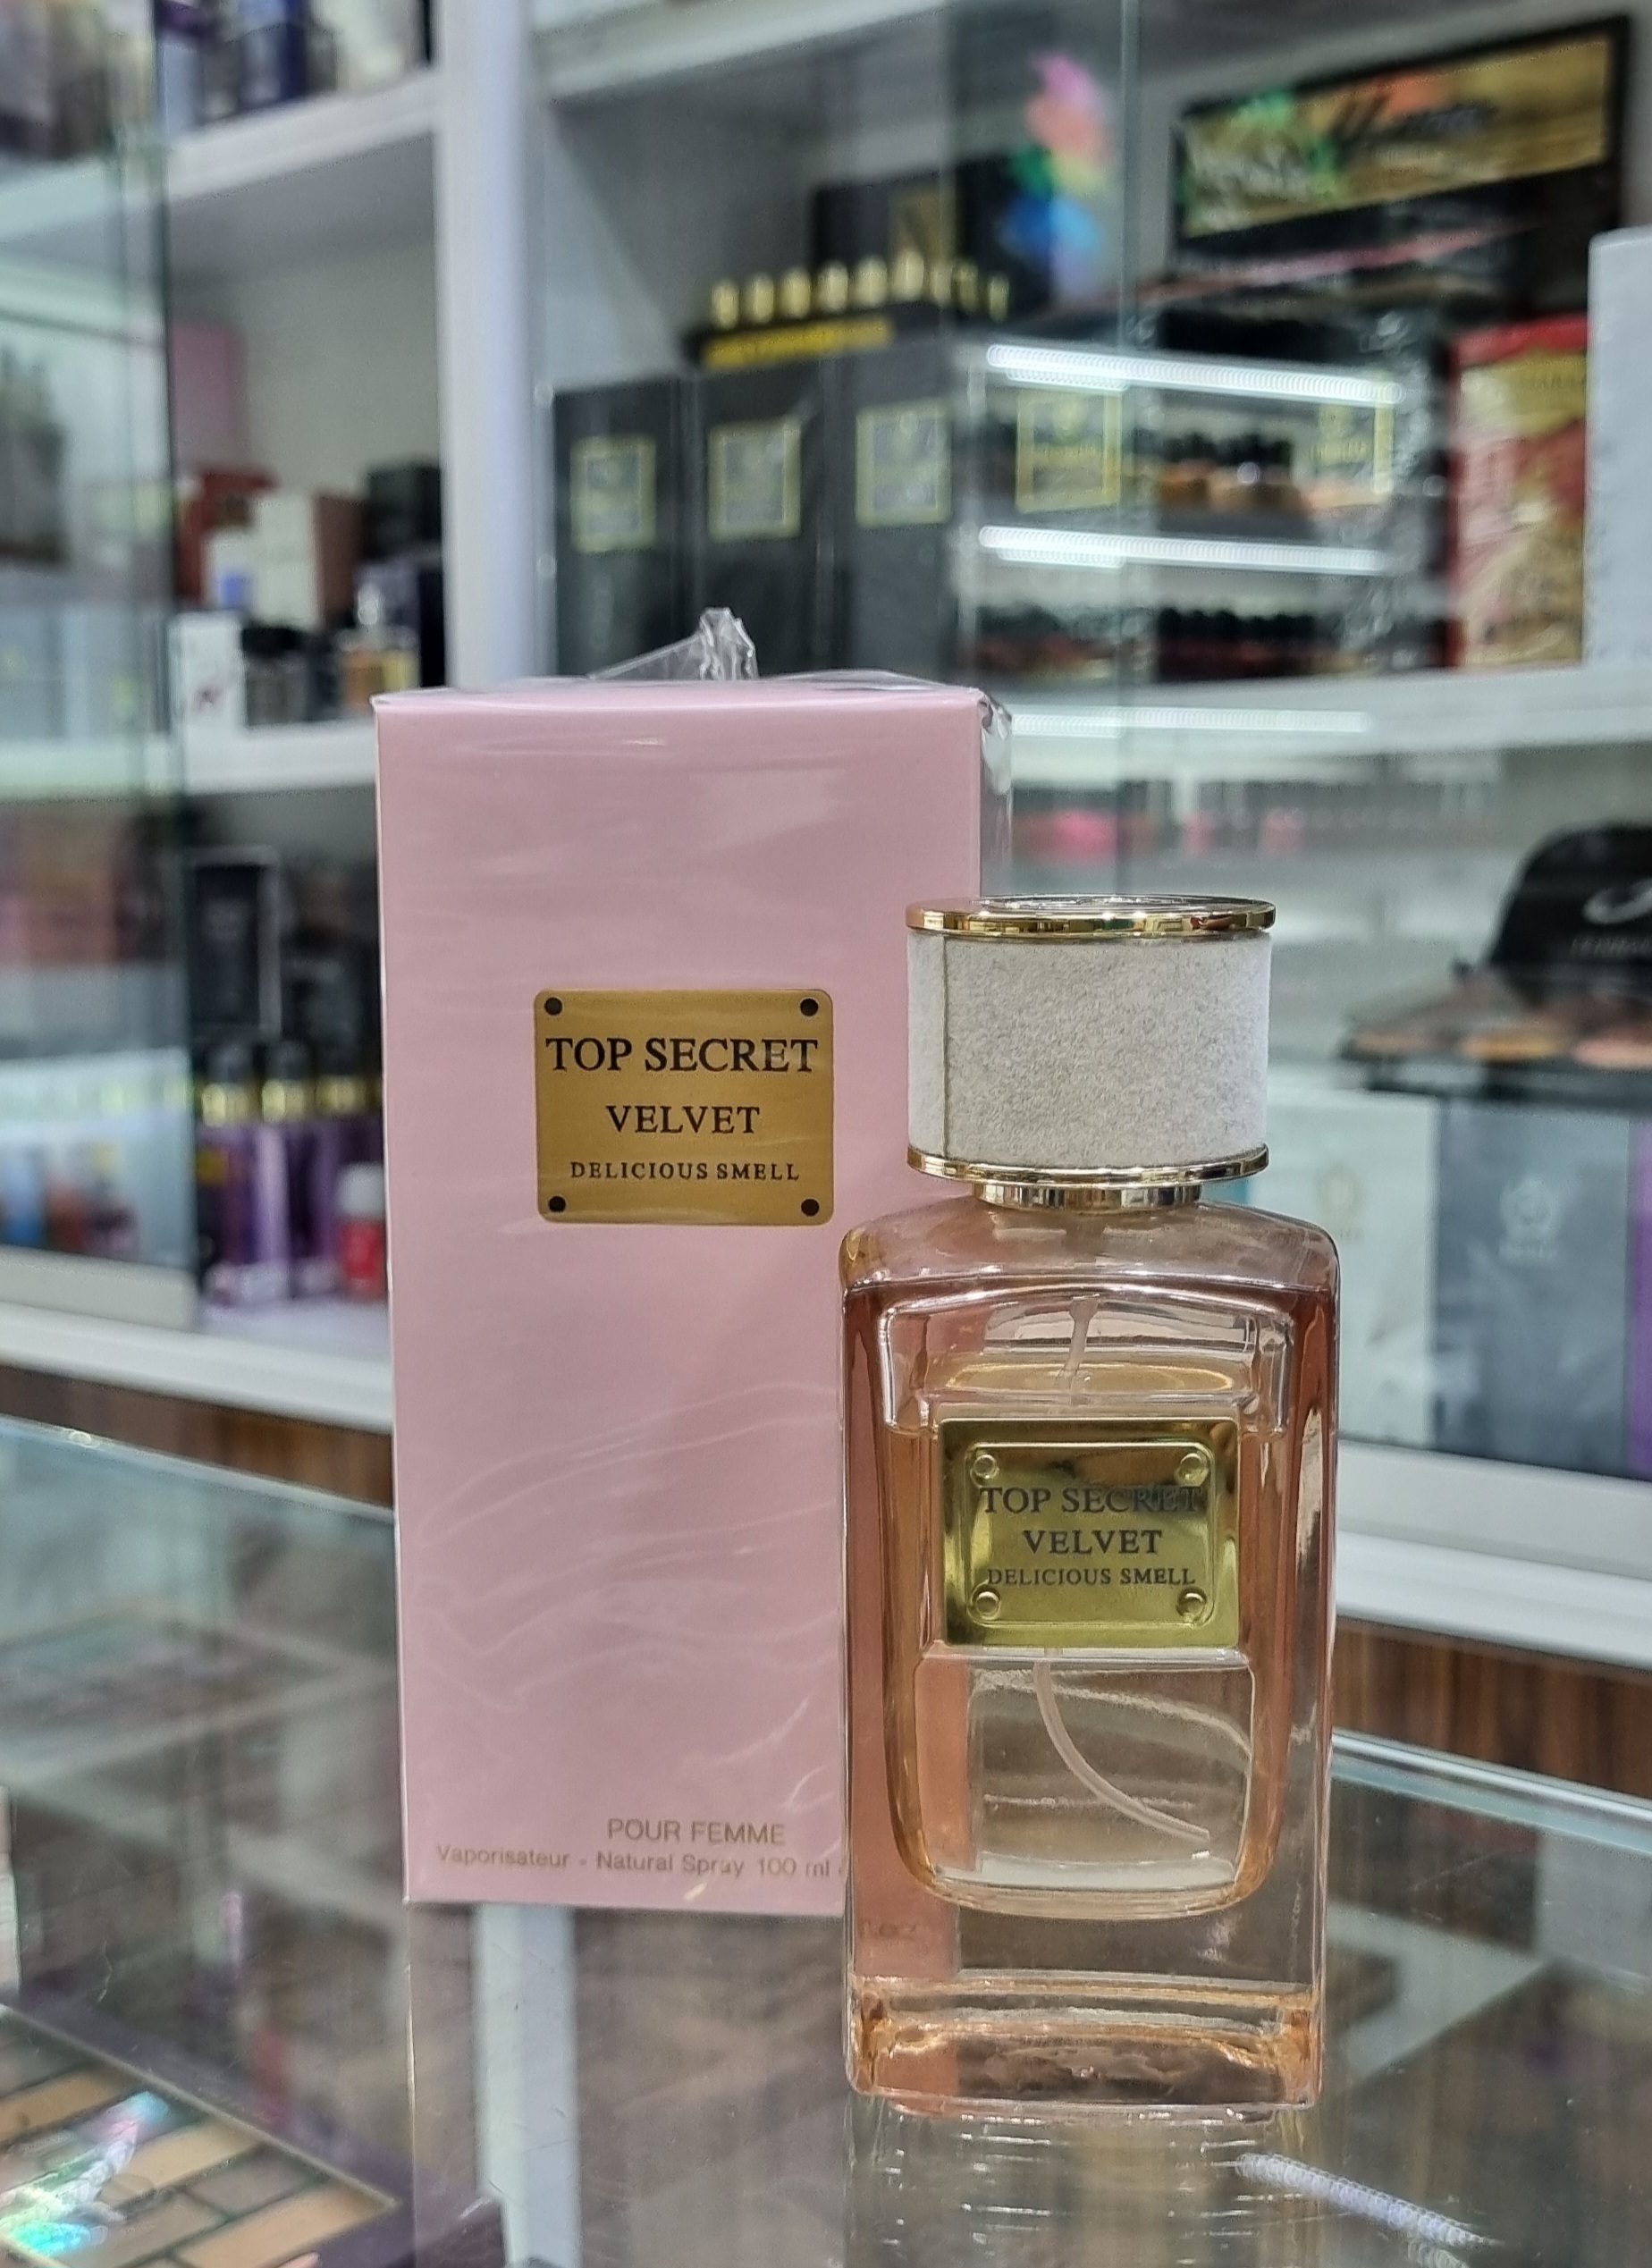 TOP SECRET
VELVET
DELICIOUS SMELL
POUR FEMME
Vaporisateur - Natural Spray 100 ml
TOP SECRET
VELVET
DELICIOUS SMELL